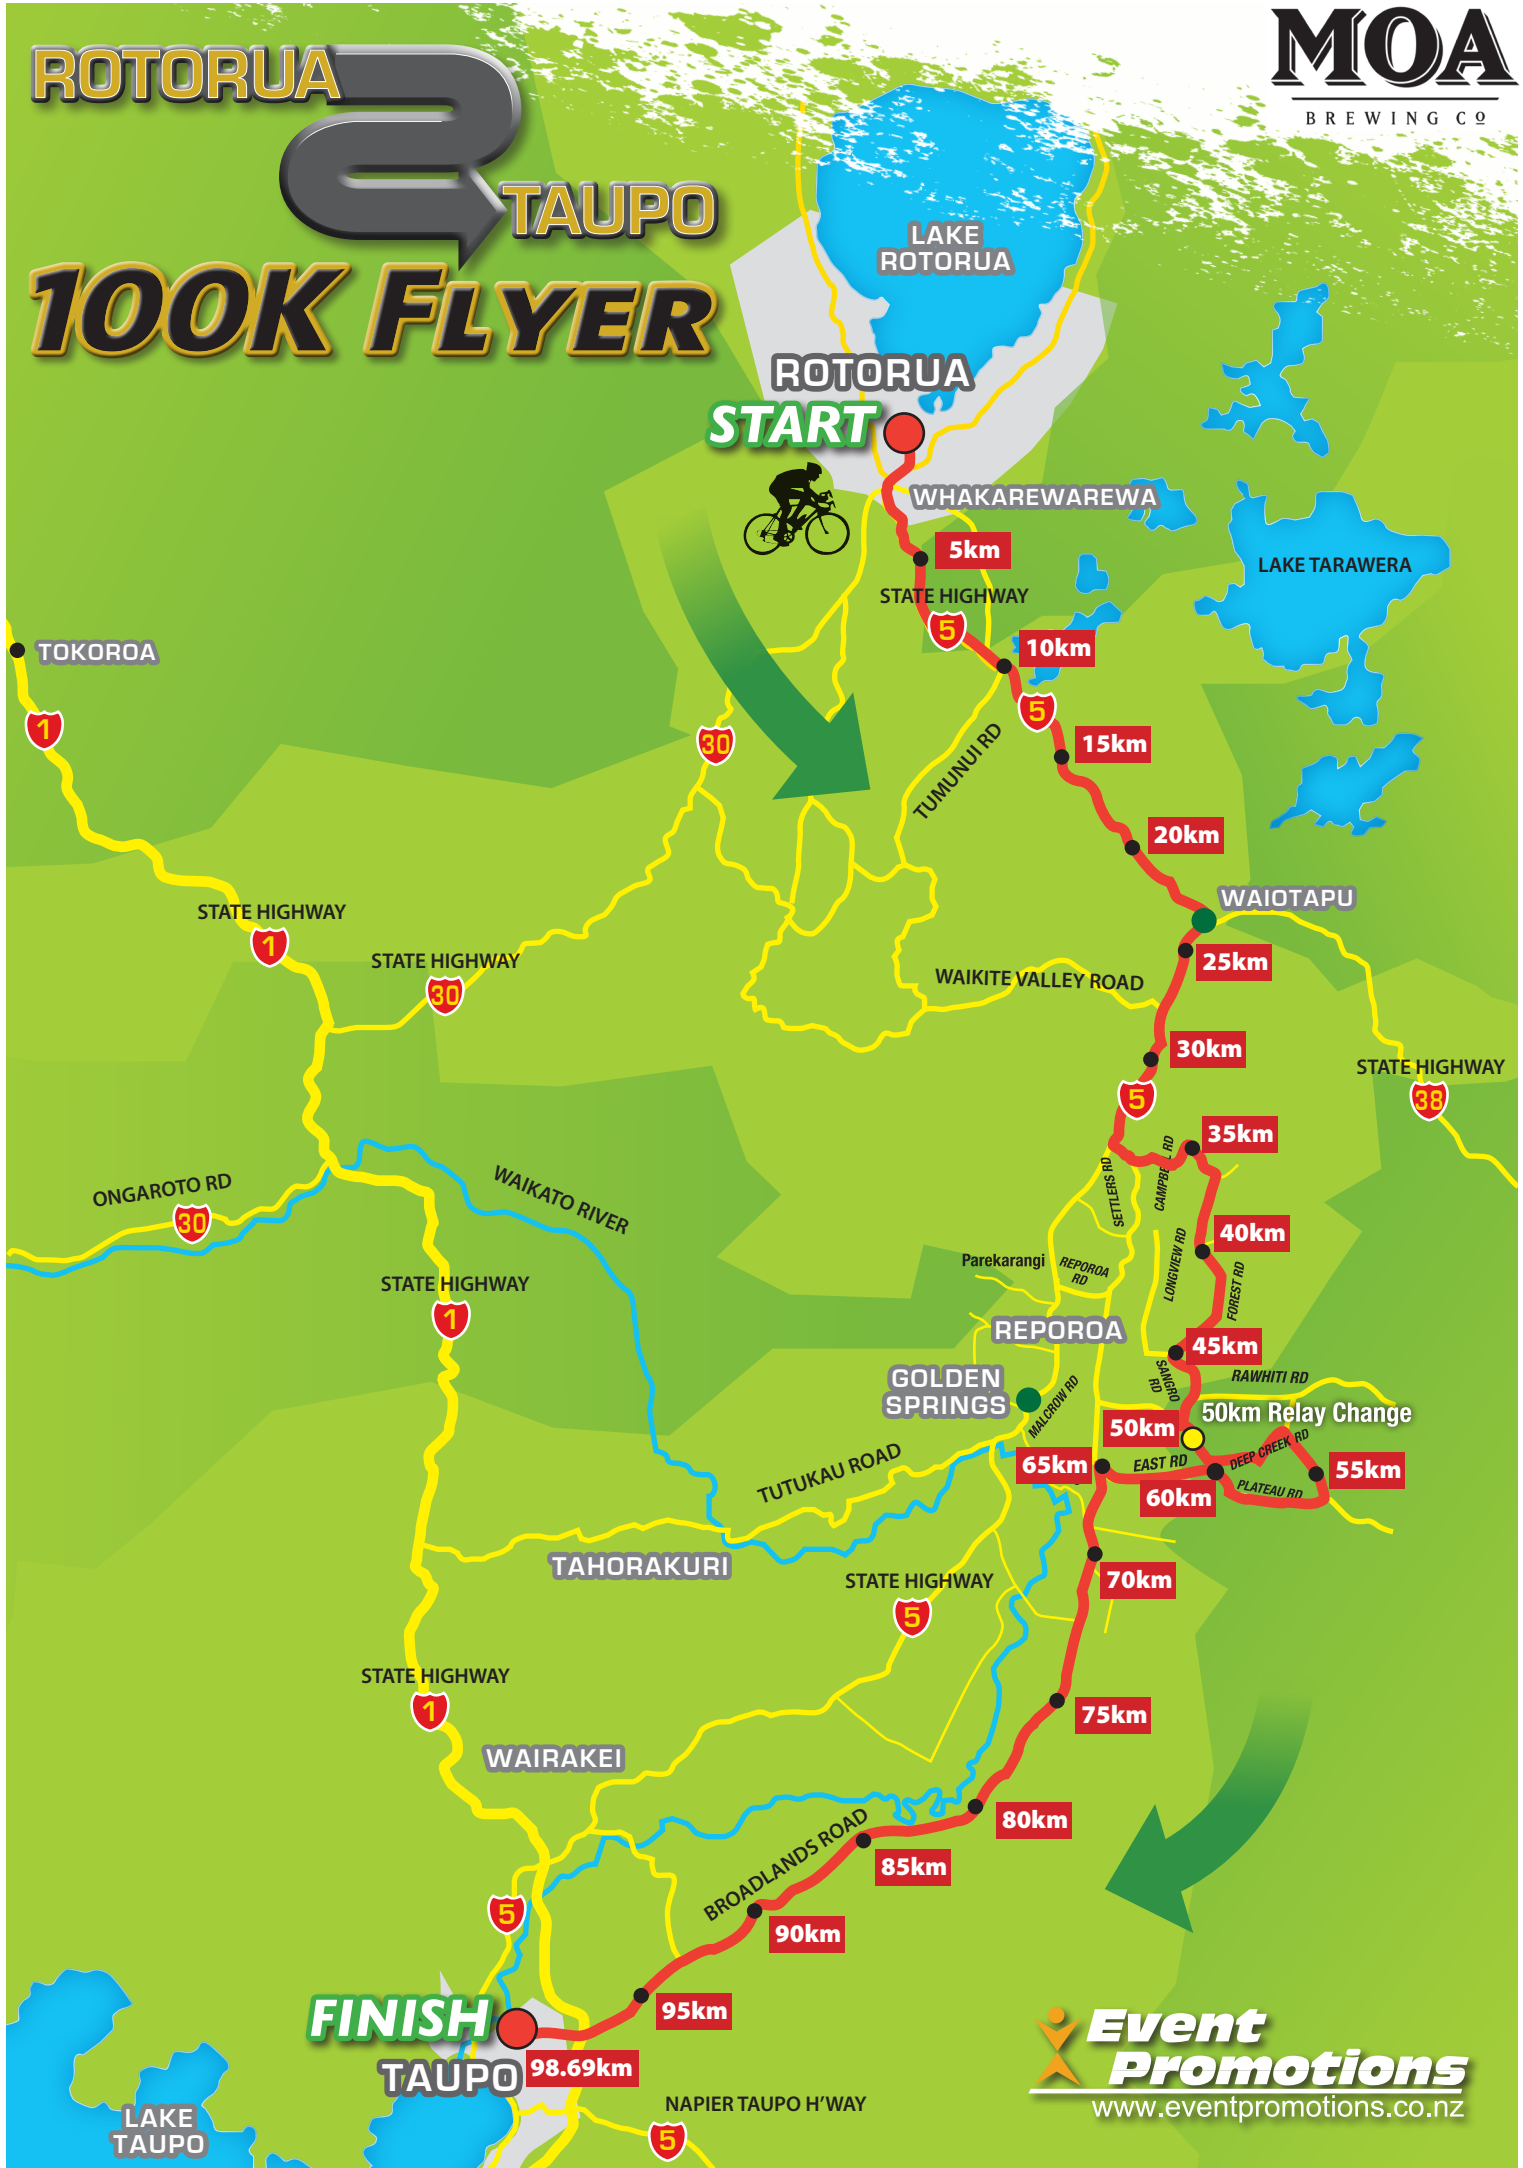 ROTORUA
2
TAUPO
100K FLYER
MOA
BREWING Cº
LAKE
ROTORUA
ROTORUA
START
WHAKAREWAREWA
5km
STATE HIGHWAY
5
LAKE TARAWERA
TOKOROA
1
10km
5
30
TUMUNUI RD
15km
20km
WAIOTAPU
STATE HIGHWAY
1
STATE HIGHWAY
30
25km
WAIKITE VALLEY ROAD
30km
5
STATE HIGHWAY
38
35km
SETTLERS RD
CAMPBELL RD
ONGAROTO RD
30
WAIKATO RIVER
40km
LONGVIEW RD
FOREST RD
Parekarangi
REPOROA
RD
STATE HIGHWAY
1
REPOROA
45km
SANGRO
RD
RAWHITI RD
GOLDEN
SPRINGS
MALCROW RD
50km
50km Relay Change
65km
EAST RD
DEEP CREEK RD
55km
60km
PLATEAU RD
TUTUKAU ROAD
TAHORAKURI
STATE HIGHWAY
5
70km
STATE HIGHWAY
1
75km
WAIRAKEI
80km
BROADLANDS ROAD
85km
5
90km
95km
FINISH
TAUPO
98.69km
LAKE
TAUPO
NAPIER TAUPO H'WAY
5
Event
Promotions
www.eventpromotions.co.nz